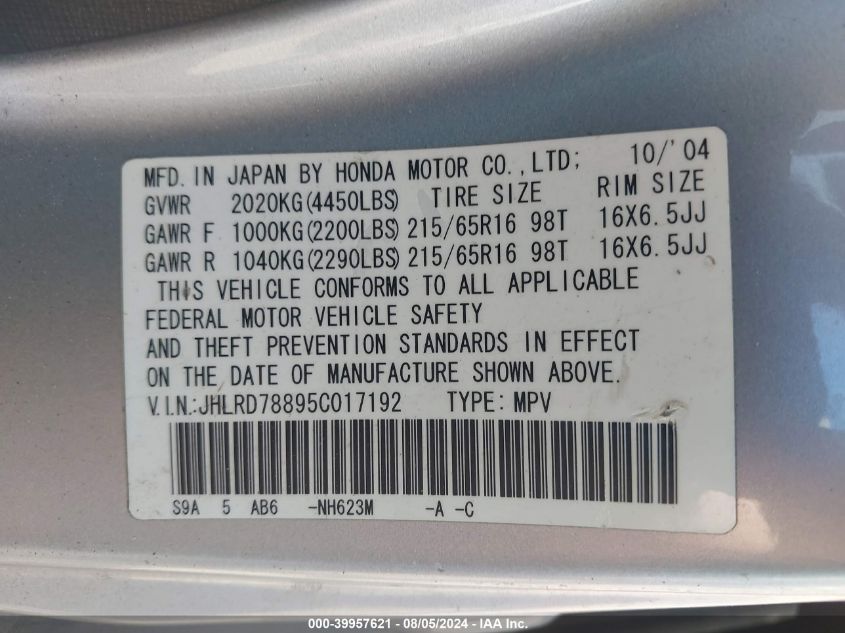 MFD. IN JAPAN BY HONDA MOTOR CO., LTD; 10/'04
GVWR 2020KG(4450LBS) TIRE SIZE RIM SIZE
GAWR F 1000KG(2200LBS) 215/65R16 98T 16X6.5JJ
GAWR R 1040KG(2290LBS) 215/65R16 98T 16X6.5JJ
THIS VEHICLE CONFORMS TO ALL APPLICABLE
FEDERAL MOTOR VEHICLE SAFETY
AND THEFT PREVENTION STANDARDS IN EFFECT
ON THE DATE OF MANUFACTURE SHOWN ABOVE.
V.I.N.:JHLRD78895C017192 TYPE: MPV
S9A 5 AB6 -NH623M -A -C
000-39957621 - 08/05/2024 - IAA Inc.